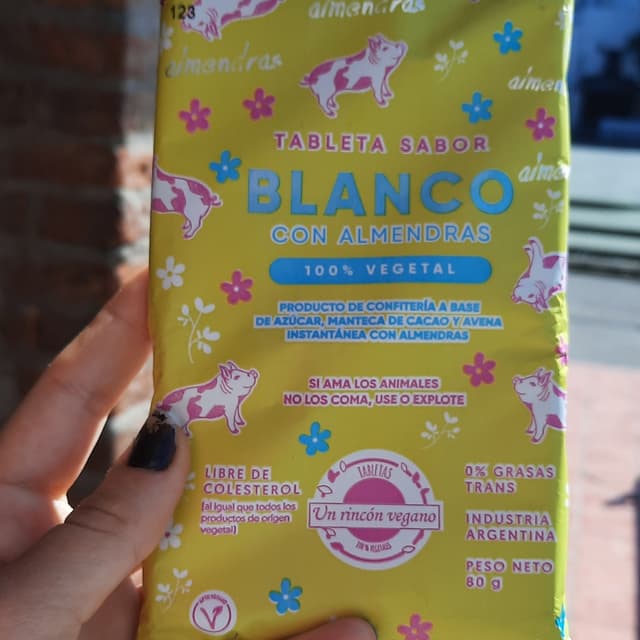 123
almendras
almendras
TABLETA SABOR
BLANCO
CON ALMENDRAS
100% VEGETAL
PRODUCTO DE CONFITERÍA A BASE
DE AZÚCAR, MANTECA DE CACAO Y AVENA
INSTANTÁNEA CON ALMENDRAS
SI AMA LOS ANIMALES
NO LOS COMA, USE O EXPLOTE
LIBRE DE
COLESTEROL
(al igual que todos los
productos de origen
vegetal)
TABLETAS
Un rincón vegano
100% VEGETALES
0% GRASAS
TRANS
INDUSTRIA
ARGENTINA
PESO NETO
80 g